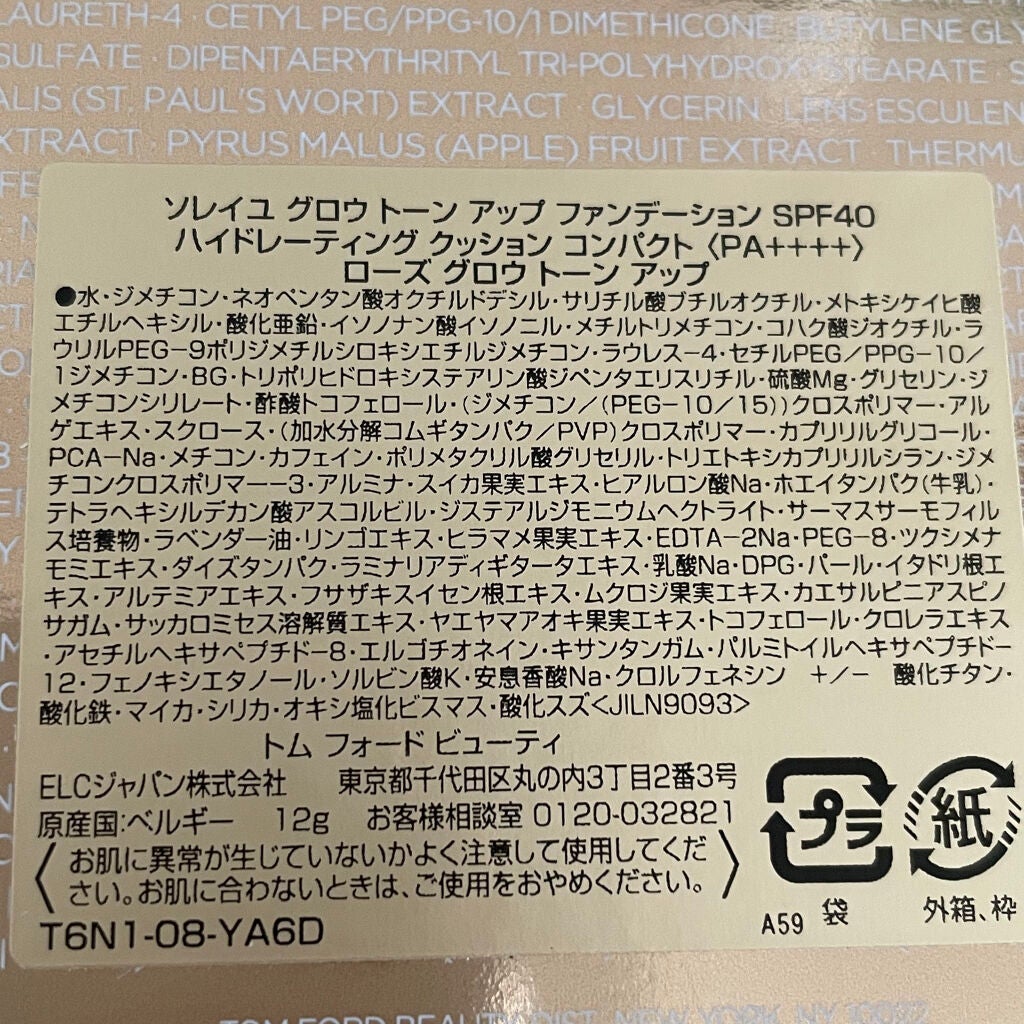 LAURETH-4 · CETYL PEG/PPG-10/1 DIMETHICONE · BUTYLENE GLY
SULFATE · DIPENTAERYTHRITYL TRI-POLYHYDROXYSTEARATE · S
ALIS (ST. PAUL'S WORT) EXTRACT · GLYCERIN LENS ESCULEN
EXTRACT · PYRUS MALUS (APPLE) FRUIT EXTRACT · THERMU
ソレイユ グロウ トーン アップ ファンデーション SPF40
ハイドレーティング クッション コンパクト〈PA++++〉
ローズ グロウ トーン アップ
●水・ジメチコン・ネオペンタン酸オクチルドデシル・サリチル酸ブチルオクチル・メトキシケイヒ酸
エチルヘキシル・酸化亜鉛・イソノナン酸イソノニル・メチルトリメチコン・コハク酸ジオクチル・ラ
ウリルPEG-9ポリジメチルシロキシエチルジメチコン・ラウレス-4・セチルPEG/PPG-10/
1ジメチコン・BG・トリポリヒドロキシステアリン酸ジペンタエリスリチル・硫酸Mg・グリセリン・ジ
メチコンシリレート・酢酸トコフェロール・(ジメチコン/(PEG-10/15))クロスポリマー・アル
ゲエキス・スクロース・(加水分解コムギタンパク/PVP)クロスポリマー・カプリリルグリコール・
PCA-Na・メチコン・カフェイン・ポリメタクリル酸グリセリル・トリエトキシカプリリルシラン・ジメ
チコンクロスポリマー-3・アルミナ・スイカ果実エキス・ヒアルロン酸Na・ホエイタンパク(牛乳)・
テトラヘキシルデカン酸アスコルビル・ジステアルジモニウムヘクトライト・サーマスサーモフィル
ス培養物・ラベンダー油・リンゴエキス・ヒラマメ果実エキス・EDTA-2Na・PEG-8・ツクシメナ
モミエキス・ダイズタンパク・ラミナリアディギタータエキス・乳酸Na・DPG・パール・イタドリ根エ
キス・アルテミアエキス・フサザキスイセン根エキス・ムクロジ果実エキス・カエサルピニアスピノ
サガム・サッカロミセス溶解質エキス・ヤエヤマアオキ果実エキス・トコフェロール・クロレラエキス
・アセチルヘキサペプチド-8・エルゴチオネイン・キサンタンガム・パルミトイルヘキサペプチド-
12・フェノキシエタノール・ソルビン酸K・安息香酸Na・クロルフェネシン +/- 酸化チタン・
酸化鉄・マイカ・シリカ・オキシ塩化ビスマス・酸化スズ<JILN9093>
トム フォード ビューティ
ELCジャパン株式会社 東京都千代田区丸の内3丁目2番3号
原産国:ベルギー 12g お客様相談室 0120-032821
〈お肌に異常が生じていないかよく注意して使用してくだ
さい。お肌に合わないときは、ご使用をおやめください。〉
T6N1-08-YA6D
A59
プラ
袋
紙
外箱、枠
TOM FORD BEAUTY DIST. NEW YORK, NY 10022